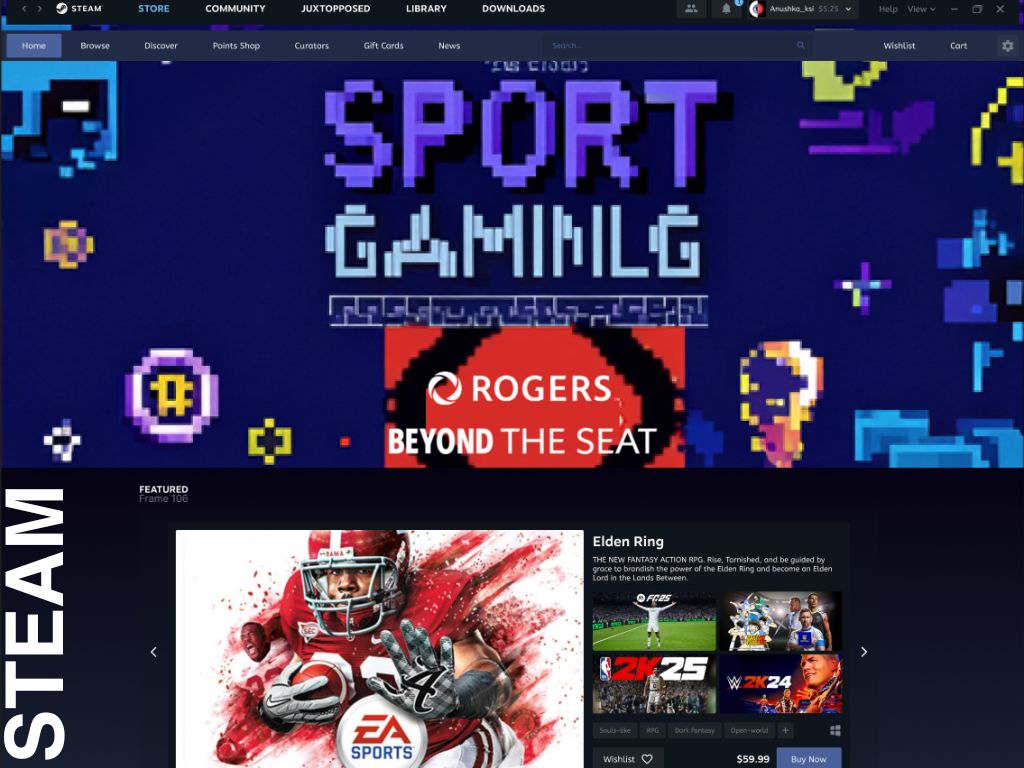 STEAM
STORE
COMMUNITY
JUXTOPPOSED
LIBRARY
DOWNLOADS
1
Anushka_ksi $5.25
Help
View
Home
Browse
Discover
Points Shop
Curators
Gift Cards
News
Search...
Wishlist
Cart
SPORT
GAMINLG
ROGERS
BEYOND THE SEAT
STEAM
FEATURED
Frame 106
BAMA
SEC
4
EA
SPORTS
Elden Ring
THE NEW FANTASY ACTION RPG. Rise, Tarnished, and be guided by
grace to brandish the power of the Elden Ring and become an Elden
Lord in the Lands Between.
FC25
2K25
W 2K24
Souls-like
RPG
Dark Fantasy
Open-world
+
Wishlist
$59.99
Buy Now